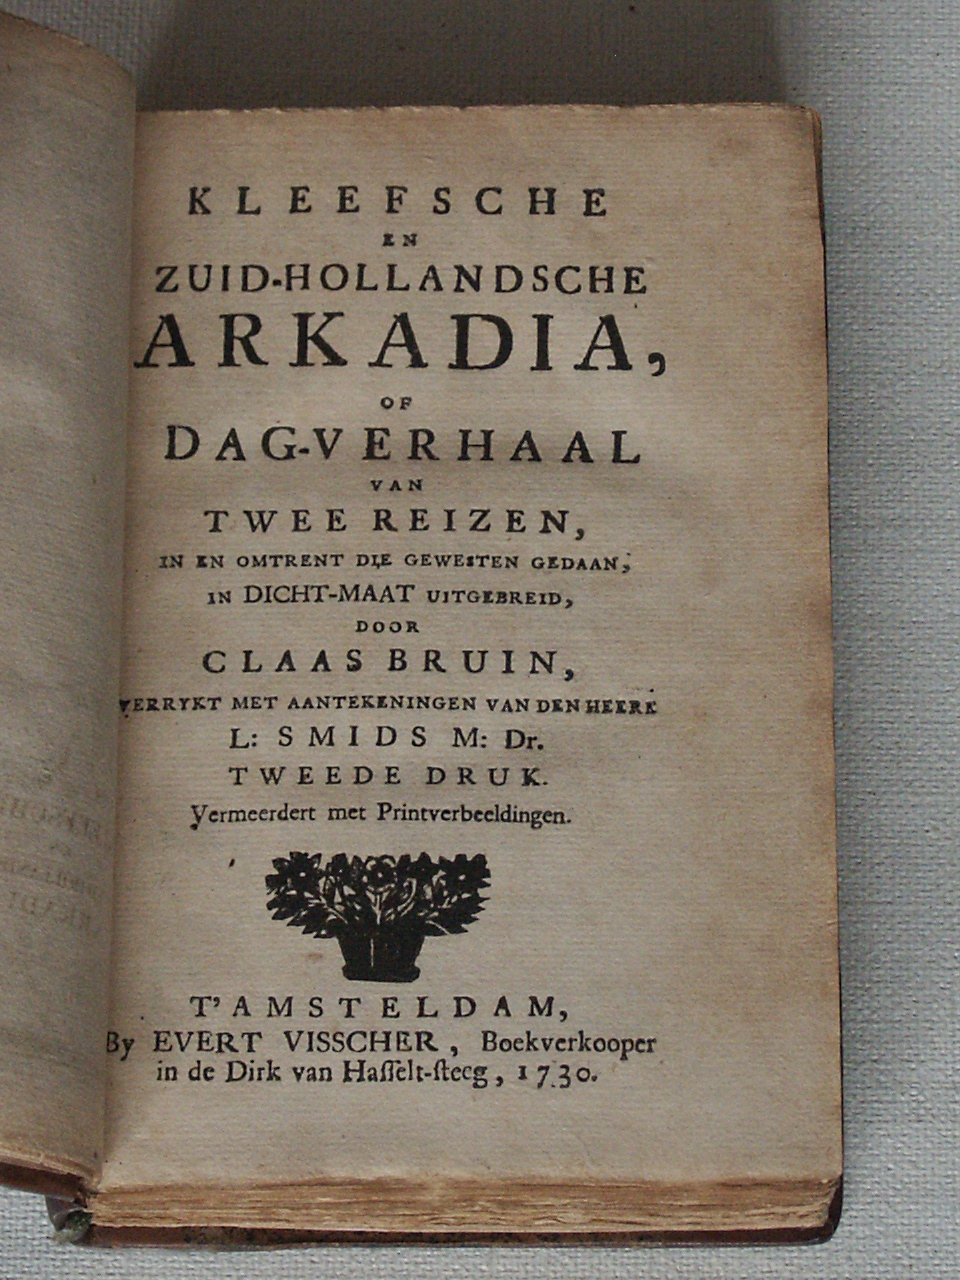 KLEEFSCHE
EN
ZUID-HOLLANDSCHE
ARKADIA,
OF
DAG-VERHAAL
VAN
TWEE REIZEN,
IN EN OMTRENT DIE GEWESTEN GEDAAN,
IN DICHT-MAAT UITGEBREID,
DOOR
CLAAS BRUIN,
VERRYKT MET AANTEKENINGEN VAN DEN HEERE
L: SMIDS M: Dr.
TWEEDE DRUK.
Vermeerdert met Printverbeeldingen.
T'AMSTELDAM,
By EVERT VISSCHER, Boekverkooper
in de Dirk van Hasſelt-ſteeg, 1730.